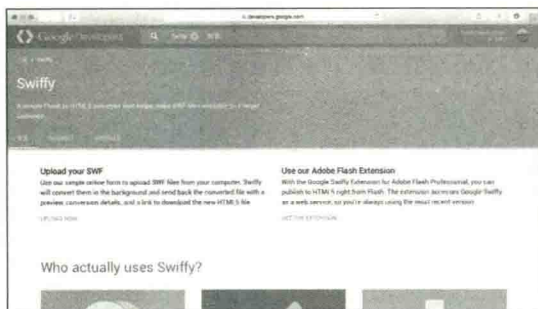 developers.google.com
Google Developers
Swiffy
Swiffy
Upload your SWF
Use our simple online form to upload SWF files from your computer. Swiffy
will convert them in the background and send back the converted file with a
preview, conversion details, and a link to download the new HTML5 file.
UPLOAD NOW
Use our Adobe Flash Extension
With the Google Swiffy Extension for Adobe Flash Professional, you can
publish to HTML5 right from Flash. The extension accesses Google Swiffy
as a web service, so you're always using the most recent version.
GET THE EXTENSION
Who actually uses Swiffy?